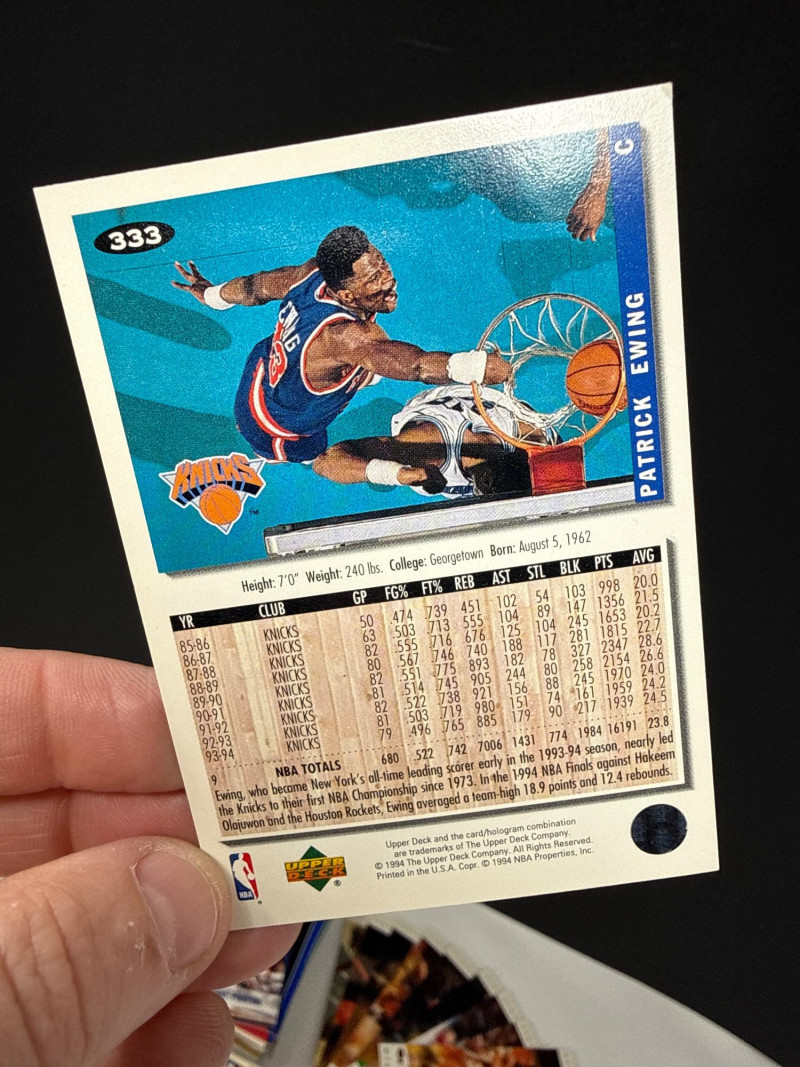 333
C
PATRICK EWING
EWING
KNICKS
TM
Height: 7'0" Weight: 240 lbs. College: Georgetown Born: August 5, 1962
YR CLUB GP FG% FT% REB AST STL BLK PTS AVG
85-86 KNICKS 50 .474 .739 451 102 54 103 998 20.0
86-87 KNICKS 63 .503 .713 555 104 89 147 1356 21.5
87-88 KNICKS 82 .555 .716 676 125 104 245 1653 20.2
88-89 KNICKS 80 .567 .746 740 188 117 281 1815 22.7
89-90 KNICKS 82 .551 .775 893 182 78 327 2347 28.6
90-91 KNICKS 81 .514 .745 905 244 80 258 2154 26.6
91-92 KNICKS 82 .522 .738 921 156 88 245 1970 24.0
92-93 KNICKS 81 .503 .719 980 151 74 161 1959 24.2
93-94 KNICKS 79 .496 .765 885 179 90 217 1939 24.5
9 NBA TOTALS 680 .522 .742 7006 1431 774 1984 16191 23.8
Ewing, who became New York's all-time leading scorer early in the 1993-94 season, nearly led
the Knicks to their first NBA Championship since 1973. In the 1994 NBA Finals against Hakeem
Olajuwon and the Houston Rockets, Ewing averaged a team-high 18.9 points and 12.4 rebounds.
NBA
UPPER
DECK
®
Upper Deck and the card/hologram combination
are trademarks of The Upper Deck Company.
© 1994 The Upper Deck Company. All Rights Reserved.
Printed in the U.S.A. Copr. © 1994 NBA Properties, Inc.